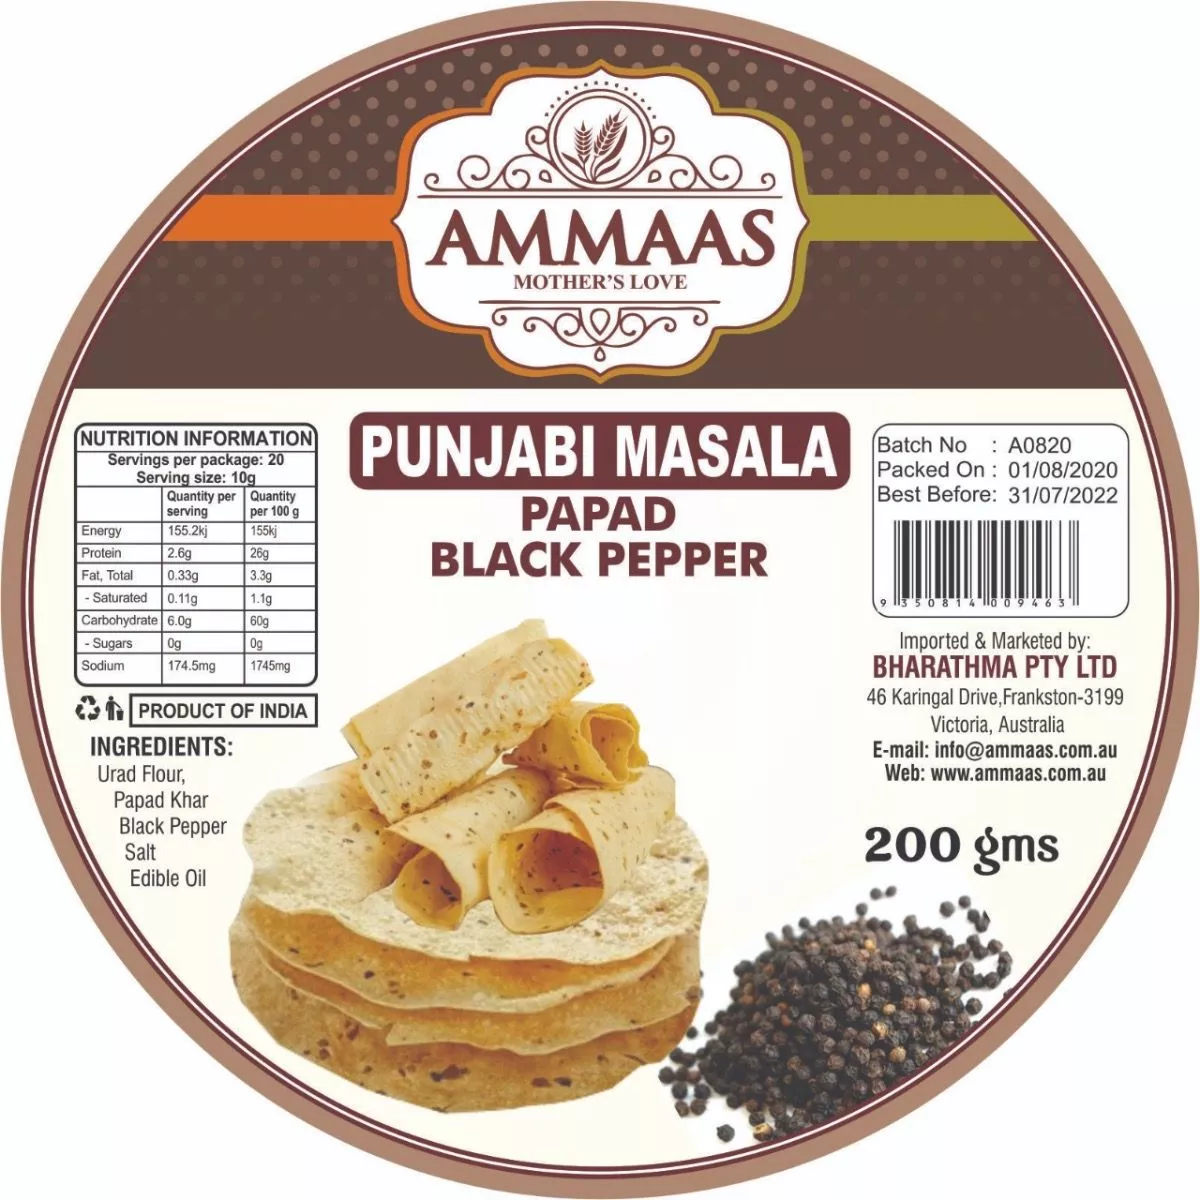 AMMAAS
MOTHER'S LOVE
PUNJABI MASALA
PAPAD
BLACK PEPPER
NUTRITION INFORMATION
Servings per package: 20
Serving size: 10g
Quantity per serving Quantity per 100 g
Energy 155.2kj 155kj
Protein 2.6g 26g
Fat, Total 0.33g 3.3g
- Saturated 0.11g 1.1g
Carbohydrate 6.0g 60g
- Sugars 0g 0g
Sodium 174.5mg 1745mg
PRODUCT OF INDIA
INGREDIENTS:
Urad Flour,
Papad Khar
Black Pepper
Salt
Edible Oil
Batch No : A0820
Packed On : 01/08/2020
Best Before: 31/07/2022
9 350814 009463
Imported & Marketed by:
BHARATHMA PTY LTD
46 Karingal Drive,Frankston-3199
Victoria, Australia
E-mail: info@ammaas.com.au
Web: www.ammaas.com.au
200 gms